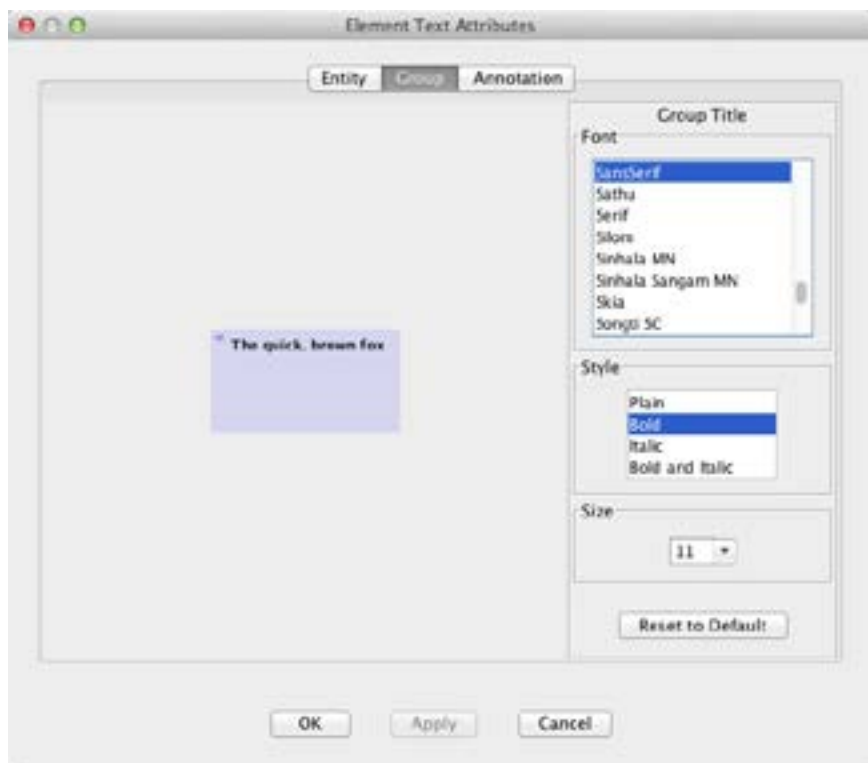 Element Text Attributes
Entity Group Annotation
Group Title
Font
SansSerif
Sathu
Serif
Silom
Sinhala MN
Sinhala Sangam MN
Skia
Songti SC
The quick, brown fox
Style
Plain
Bold
Italic
Bold and Italic
Size
11
Reset to Default
OK Apply Cancel